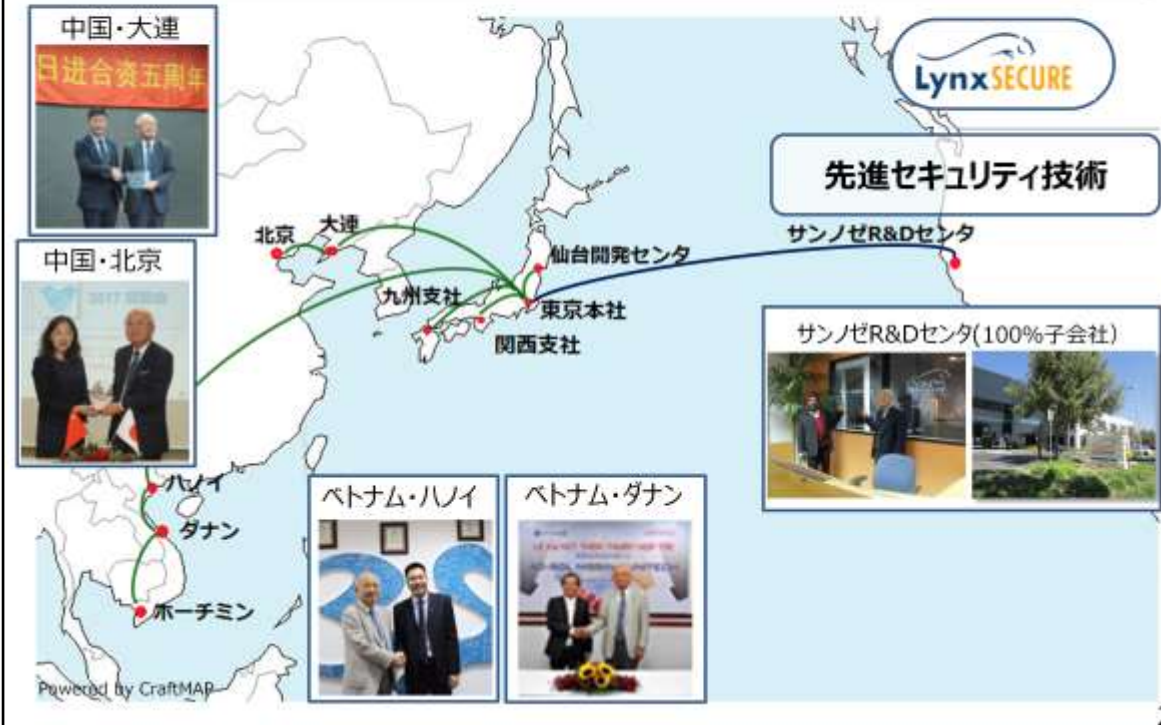 中国・大連
日进合资五周年
LynxSECURE
先進セキュリティ技術
北京
大連
サンノゼR&Dセンタ
仙台開発センタ
中国・北京
2017
九州支社
東京本社
関西支社
サンノゼR&Dセンタ(100%子会社)
ハノイ
ダナン
ホーチミン
ベトナム・ハノイ
ベトナム・ダナン
Powered by CraftMAP